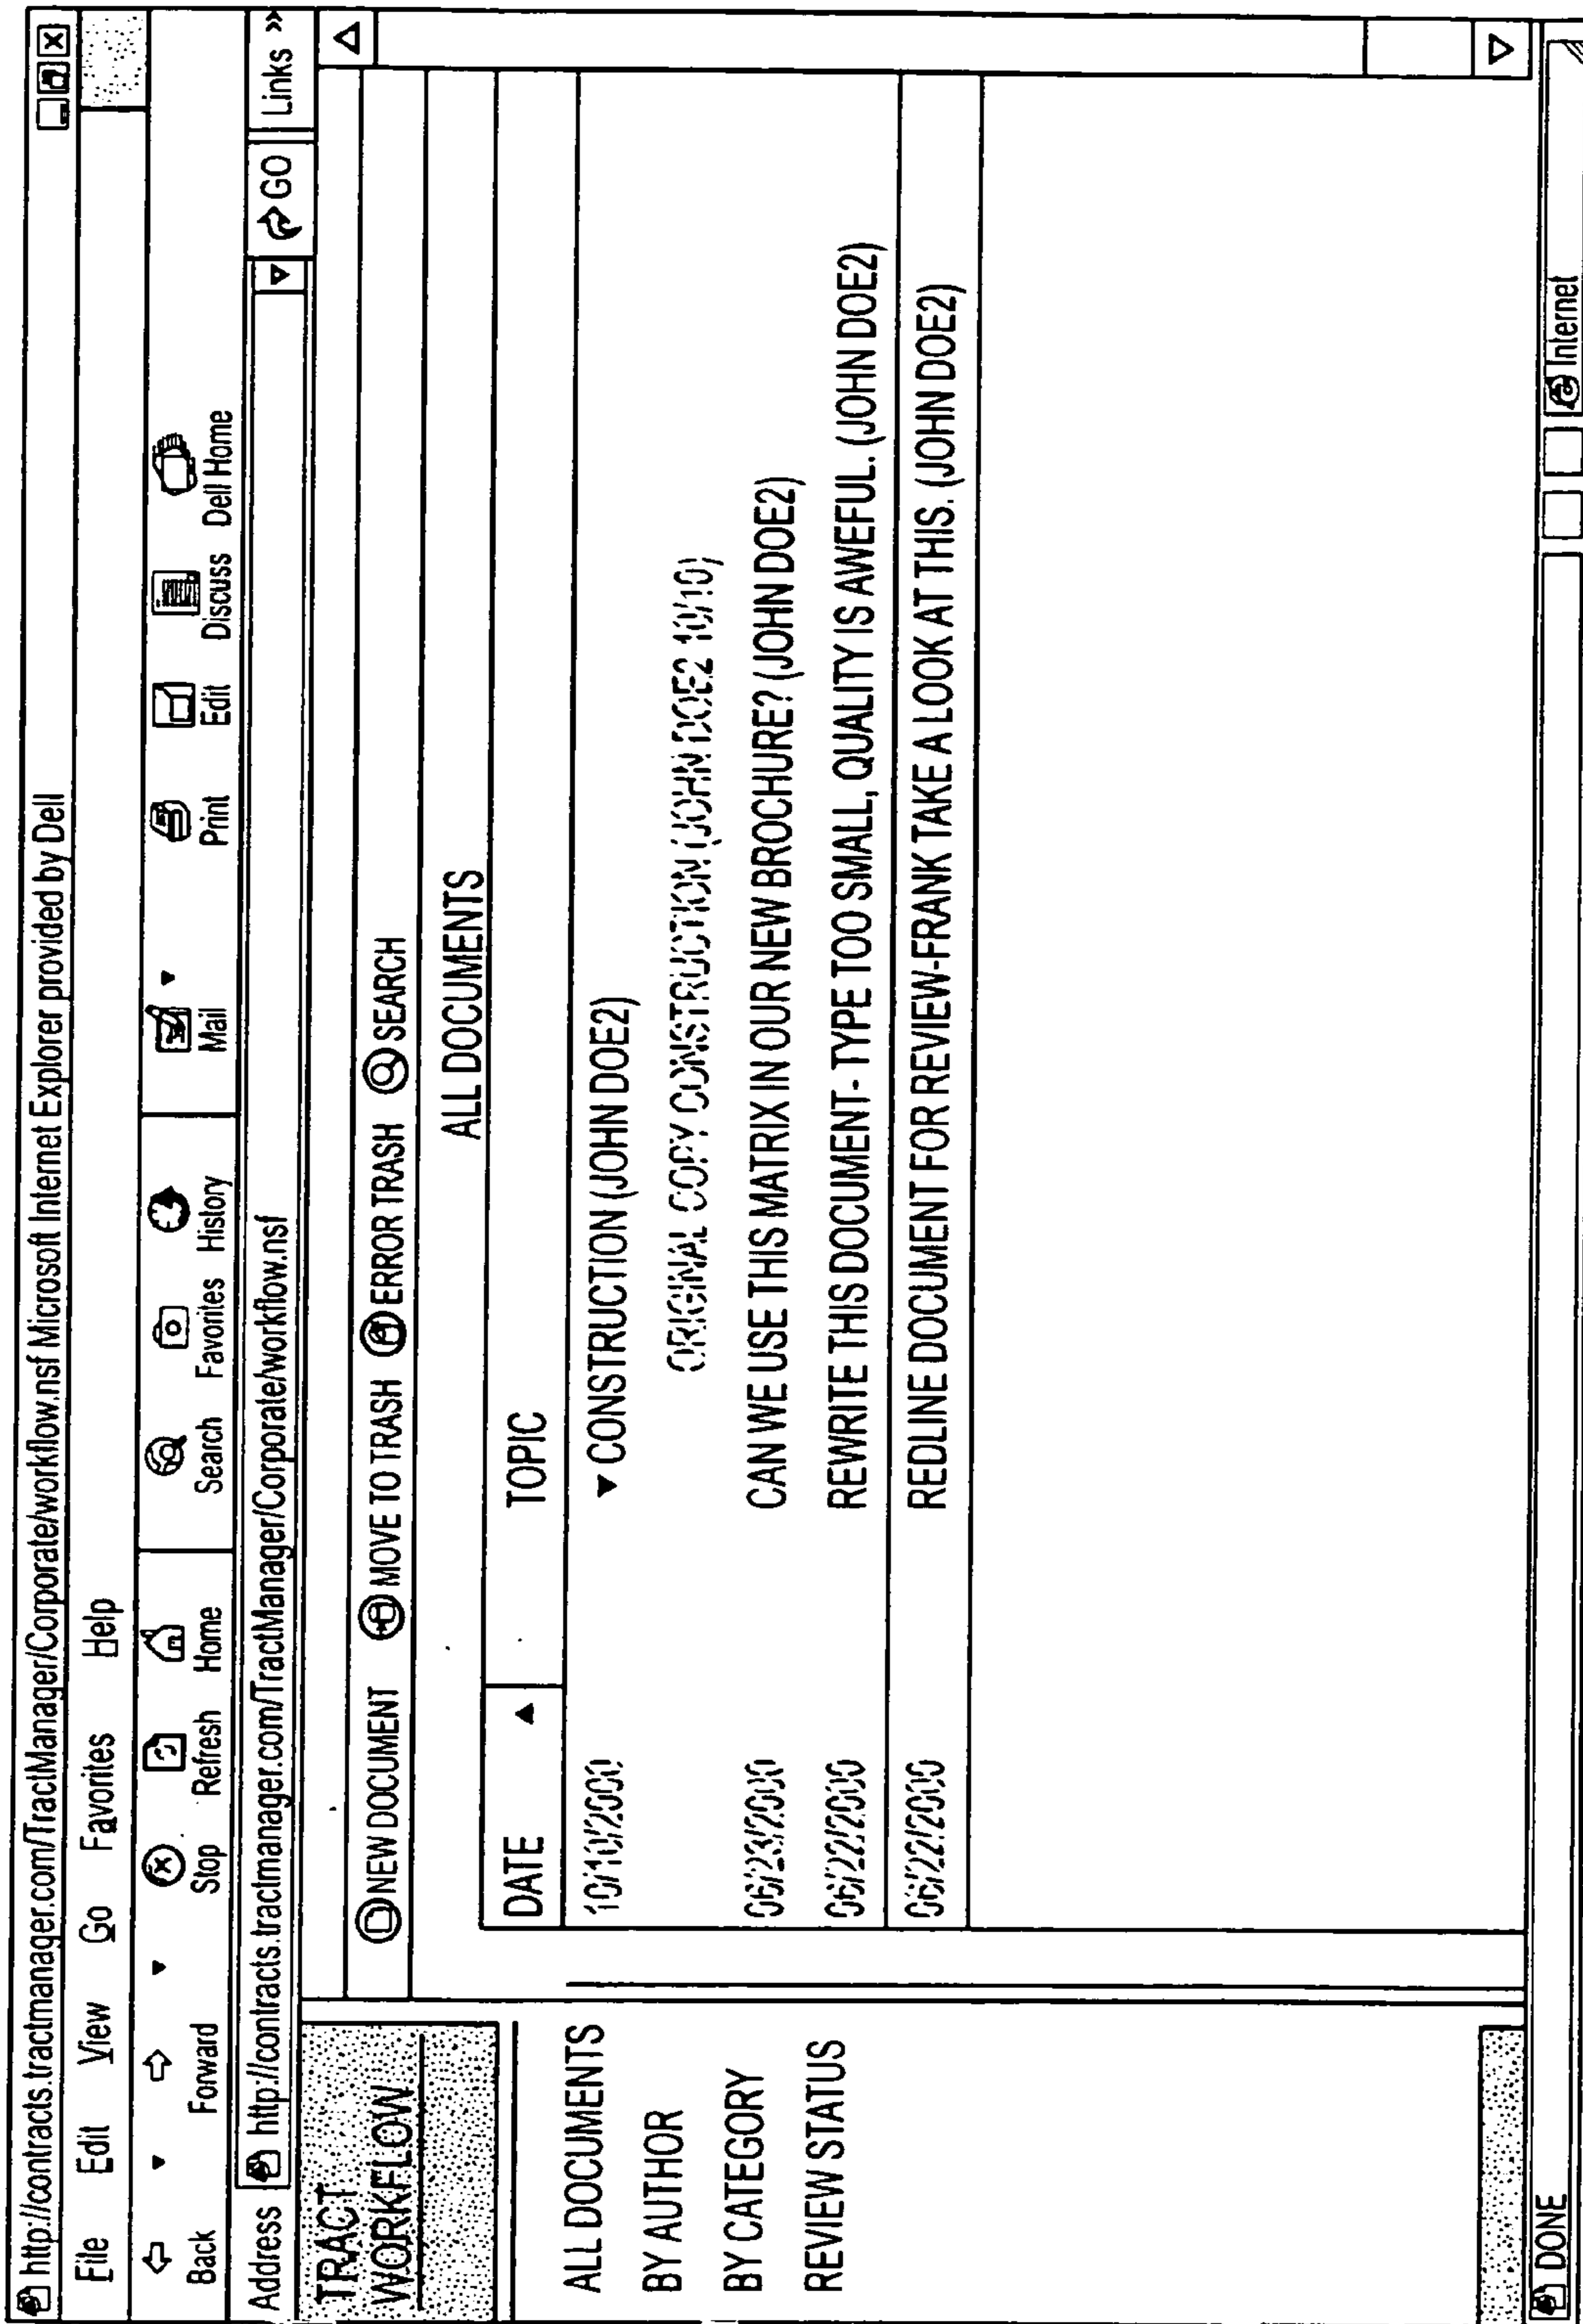 http://contracts.tractmanager.com/TractManager/Corporate/workflow.nsf Microsoft Internet Explorer provided by Dell
File Edit View Go Favorites Help
Back Forward Stop Refresh Home Search Favorites History Mail Print Edit Discuss Dell Home
Address http://contracts.tractmanager.com/TractManager/Corporate/workflow.nsf GO Links »
TRACT
WORKFLOW
ALL DOCUMENTS
BY AUTHOR
BY CATEGORY
REVIEW STATUS
NEW DOCUMENT MOVE TO TRASH ERROR TRASH SEARCH
ALL DOCUMENTS
DATE TOPIC
10/10/2000 CONSTRUCTION (JOHN DOE2)
ORIGINAL COPY CONSTRUCTION (JOHN DOE2 10/10)
06/23/2000 CAN WE USE THIS MATRIX IN OUR NEW BROCHURE? (JOHN DOE2)
06/22/2000 REWRITE THIS DOCUMENT- TYPE TOO SMALL, QUALITY IS AWEFUL. (JOHN DOE2)
06/22/2000 REDLINE DOCUMENT FOR REVIEW-FRANK TAKE A LOOK AT THIS. (JOHN DOE2)
DONE Internet